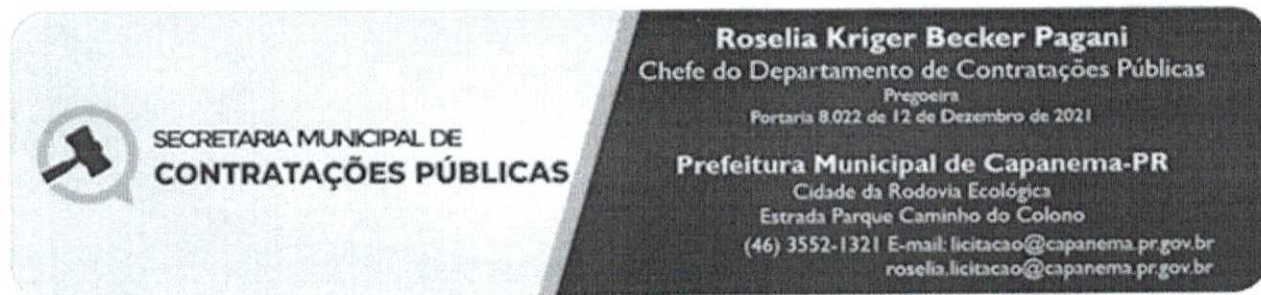 SECRETARIA MUNICIPAL DE
CONTRATAÇÕES PÚBLICAS
Roselia Kriger Becker Pagani
Chefe do Departamento de Contratações Públicas
Pregoeira
Portaria 8.022 de 12 de Dezembro de 2021
Prefeitura Municipal de Capanema-PR
Cidade da Rodovia Ecológica
Estrada Parque Caminho do Colono
(46) 3552-1321 E-mail: licitacao@capanema.pr.gov.br
roselia.licitacao@capanema.pr.gov.br